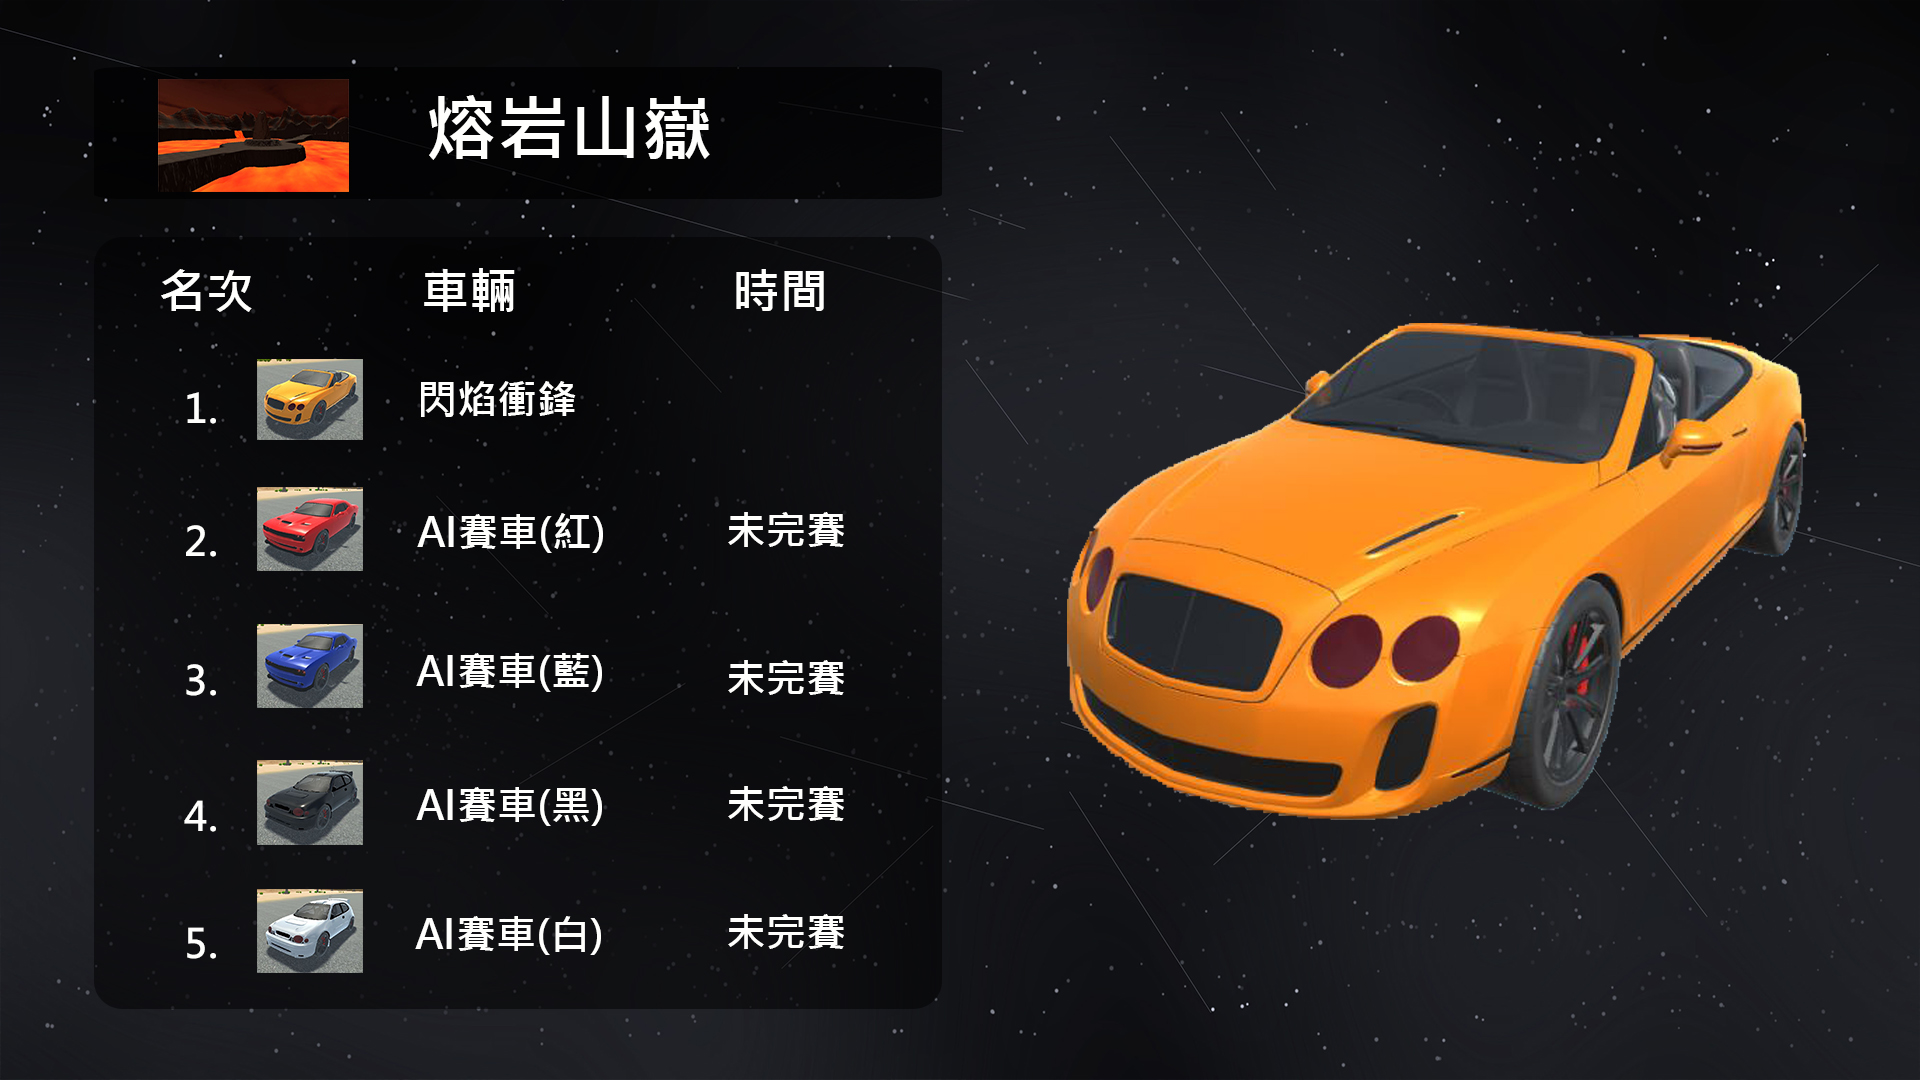 熔岩山嶽
名次 車輛 時間
1. 閃焰衝鋒
2. AI賽車(紅) 未完賽
3. AI賽車(藍) 未完賽
4. AI賽車(黑) 未完賽
5. AI賽車(白) 未完賽